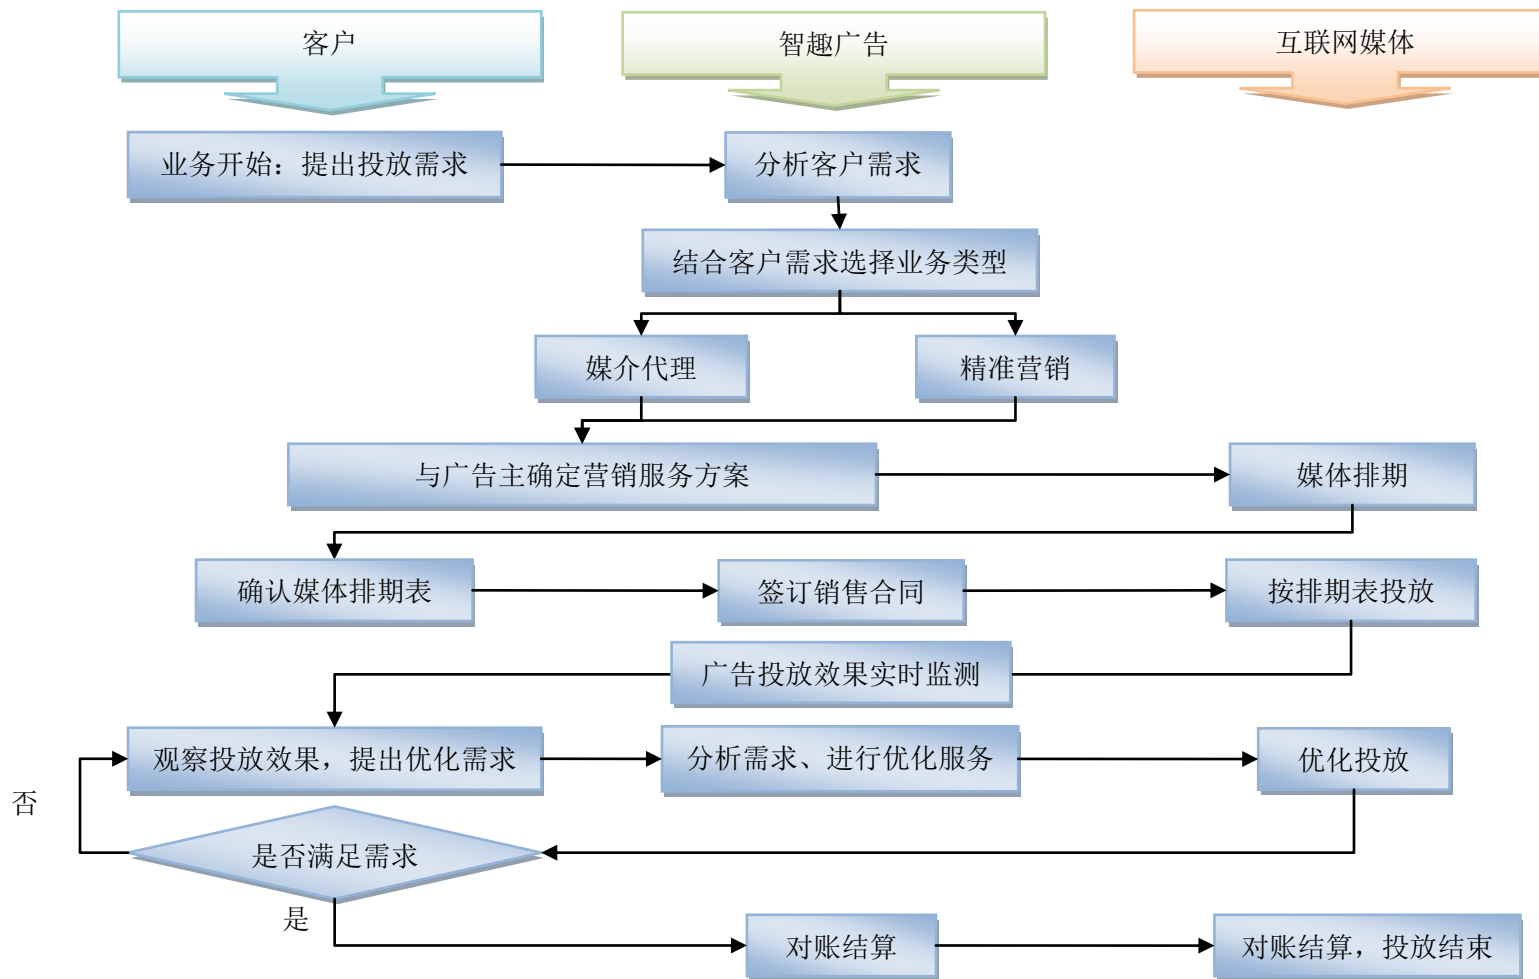 客户
智趣广告
互联网媒体
业务开始：提出投放需求
分析客户需求
结合客户需求选择业务类型
媒介代理
精准营销
与广告主确定营销服务方案
媒体排期
确认媒体排期表
签订销售合同
按排期表投放
广告投放效果实时监测
观察投放效果，提出优化需求
分析需求、进行优化服务
优化投放
否
是否满足需求
是
对账结算
对账结算，投放结束